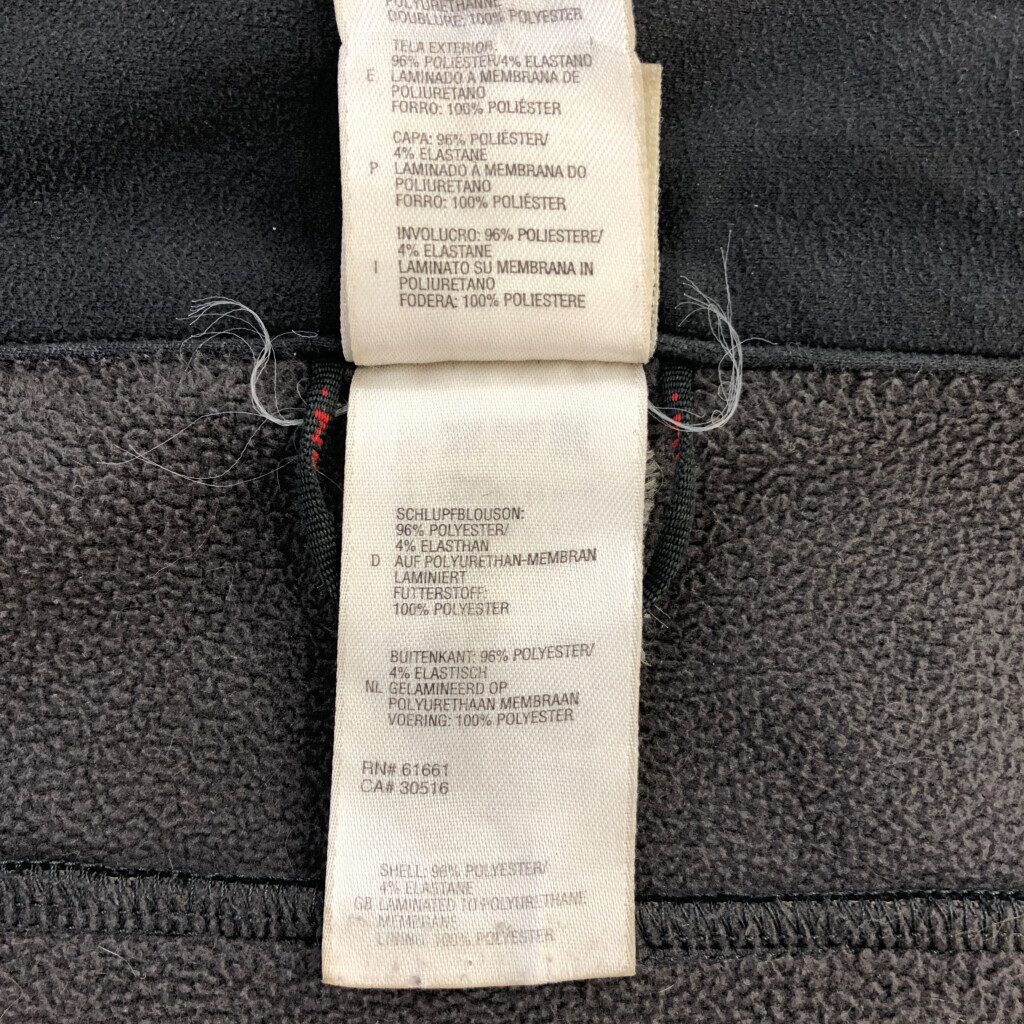 POLYURÉTHANNE
DOUBLURE: 100% POLYESTER
TELA EXTERIOR:
96% POLIÉSTER/4% ELASTANO
E LAMINADO A MEMBRANA DE
POLIURETANO
FORRO: 100% POLIÉSTER
CAPA: 96% POLIÉSTER/
4% ELASTANE
P LAMINADO À MEMBRANA DO
POLIURETANO
FORRO: 100% POLIÉSTER
INVOLUCRO: 96% POLIESTERE/
4% ELASTANE
I LAMINATO SU MEMBRANA IN
POLIURETANO
FODERA: 100% POLIESTERE
SCHLUPFBLOUSON:
96% POLYESTER/
4% ELASTHAN
D AUF POLYURETHAN-MEMBRAN
LAMINIERT
FUTTERSTOFF:
100% POLYESTER
BUITENKANT: 96% POLYESTER/
4% ELASTISCH
NL GELAMINEERD OP
POLYURETHAAN MEMBRAAN
VOERING: 100% POLYESTER
RN# 61661
CA# 30516
SHELL: 96% POLYESTER/
4% ELASTANE
GB LAMINATED TO POLYURETHANE
MEMBRANE
LINING: 100% POLYESTER